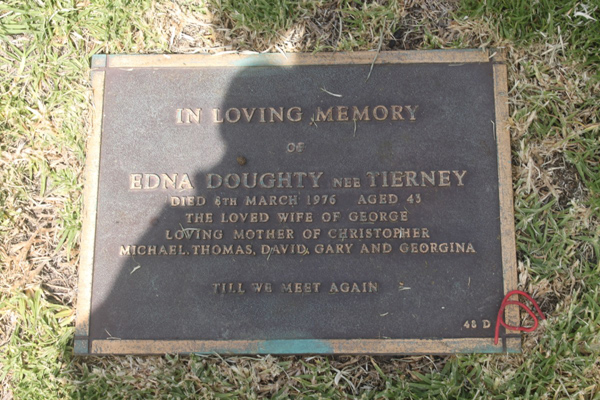 IN LOVING MEMORY
OF
EDNA DOUGHTY NEE TIERNEY
DIED 4TH MARCH 1976 AGED 43
THE LOVED WIFE OF GEORGE
LOVING MOTHER OF CHRISTOPHER
MICHAEL, THOMAS, DAVID, GARY AND GEORGINA
TILL WE MEET AGAIN
48 D